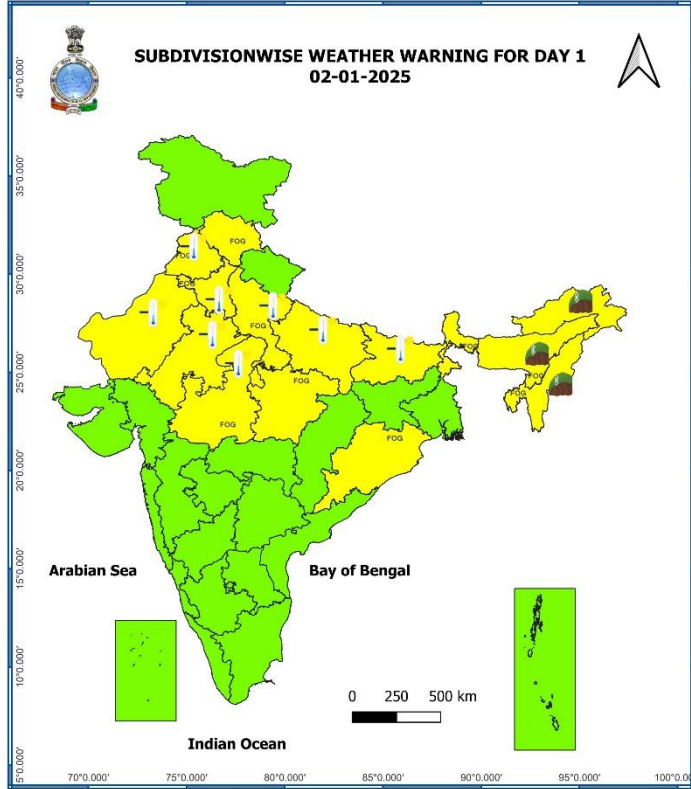 SUBDIVISIONWISE WEATHER WARNING FOR DAY 1
02-01-2025
40°0.000'
35°0.000'
FOG
FOG
30°0.000'
FOG
FOG
FOG
25°0.000'
FOG
FOG
FOG
FOG
FOG
20°0.000'
Arabian Sea
Bay of Bengal
15°0.000'
10°0.000'
0 250 500 km
Indian Ocean
5°0.000'
70°0.000' 75°0.000' 80°0.000' 85°0.000' 90°0.000' 95°0.000' 100°0.0